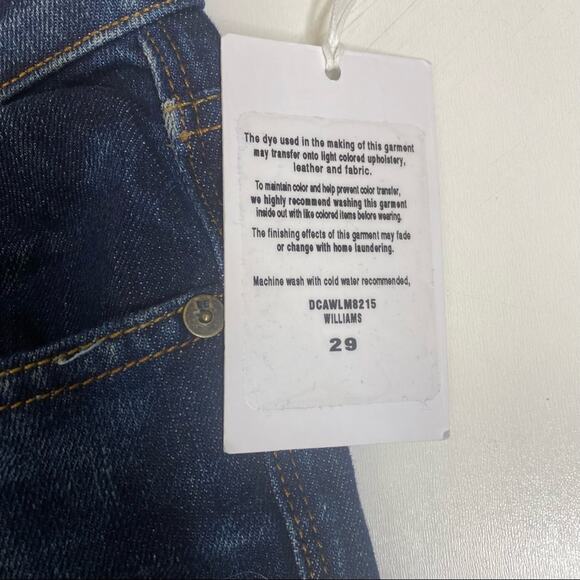 The dye used in the making of this garment
may transfer onto light colored upholstery,
leather and fabric.
To maintain color and help prevent color transfer,
we highly recommend washing this garment
inside out with like colored items before wearing.
The finishing effects of this garment may fade
or change with home laundering.
Machine wash with cold water recommended,
DCAWLM8215
WILLIAMS
29